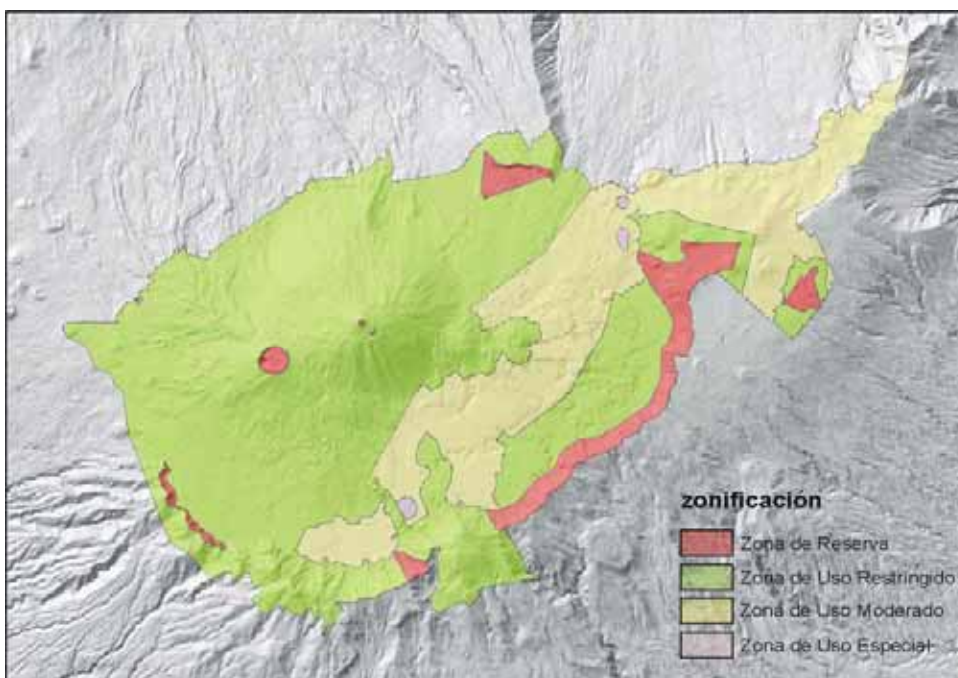 zonificación
Zona de Reserva
Zona de Uso Restringido
Zona de Uso Moderado
Zona de Uso Especial